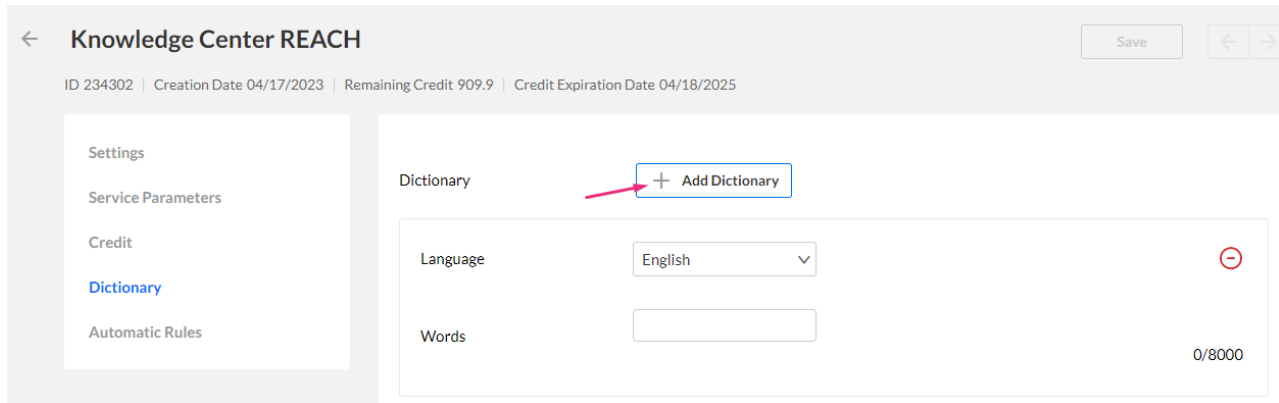 Knowledge Center REACH
Save
ID 234302 | Creation Date 04/17/2023 | Remaining Credit 909.9 | Credit Expiration Date 04/18/2025
Settings
Service Parameters
Credit
Dictionary
Automatic Rules
Dictionary
Add Dictionary
Language
English
Words
0/8000